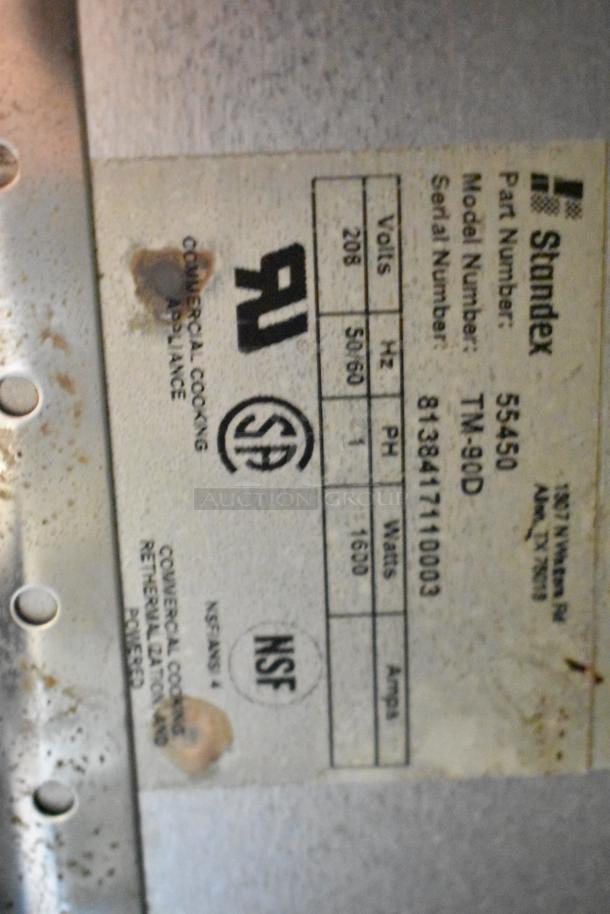 Standex
1807 N Watters Rd
Allen, TX 75013
Part Number: 55450
Model Number: TM-90D
Serial Number: 8138417110003
Volts Hz PH Watts Amps
208 50/60 1 1600
COMMERCIAL COOKING
APPLIANCE
NSF
NSF/ANSI 4
COMMERCIAL COOKING
RETHERMALIZATION AND
POWERED
AUCTION GROUP